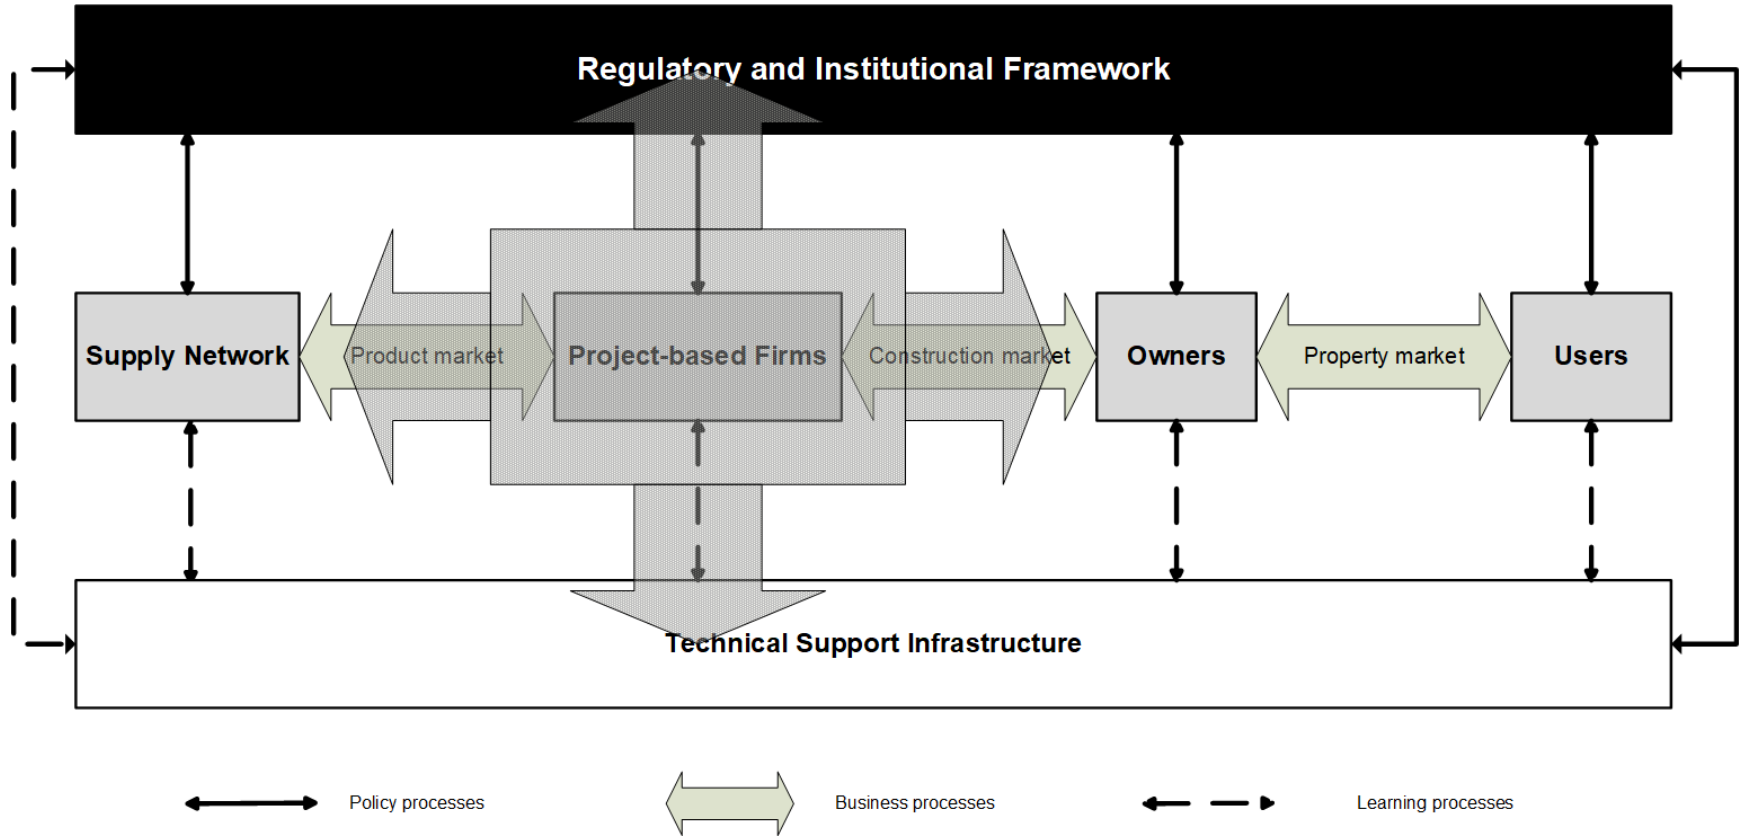 Regulatory and Institutional Framework
Supply Network
Product market
Project-based Firms
Construction market
Owners
Property market
Users
Technical Support Infrastructure
Policy processes
Business processes
Learning processes